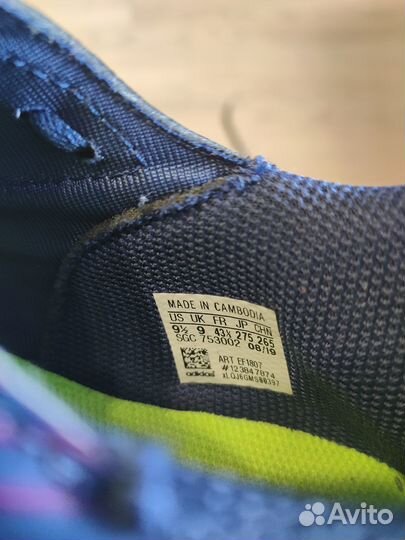 MADE IN CAMBODIA
US UK FR JP CHN
9½ 9 43⅓ 275 265
SGC 753002 08/19
ART EF1807
#123847874
adidas
Avito